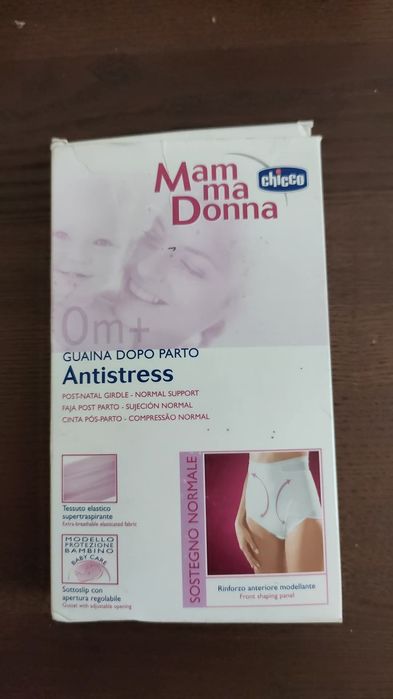 Mam
ma
Donna
chicco
0m+
GUAINA DOPO PARTO
Antistress
POST-NATAL GIRDLE - NORMAL SUPPORT
FAJA POST PARTO - SUJECIÓN NORMAL
CINTA PÓS-PARTO - COMPRESSÃO NORMAL
Tessuto elastico
supertraspirante
Extra-breathable elasticated fabric
MODELLO
PROTEZIONE
BAMBINO
BABY CARE
Sottoslip con
apertura regolabile
Gusset with adjustable opening
SOSTEGNO NORMALE
Rinforzo anteriore modellante
Front shaping panel